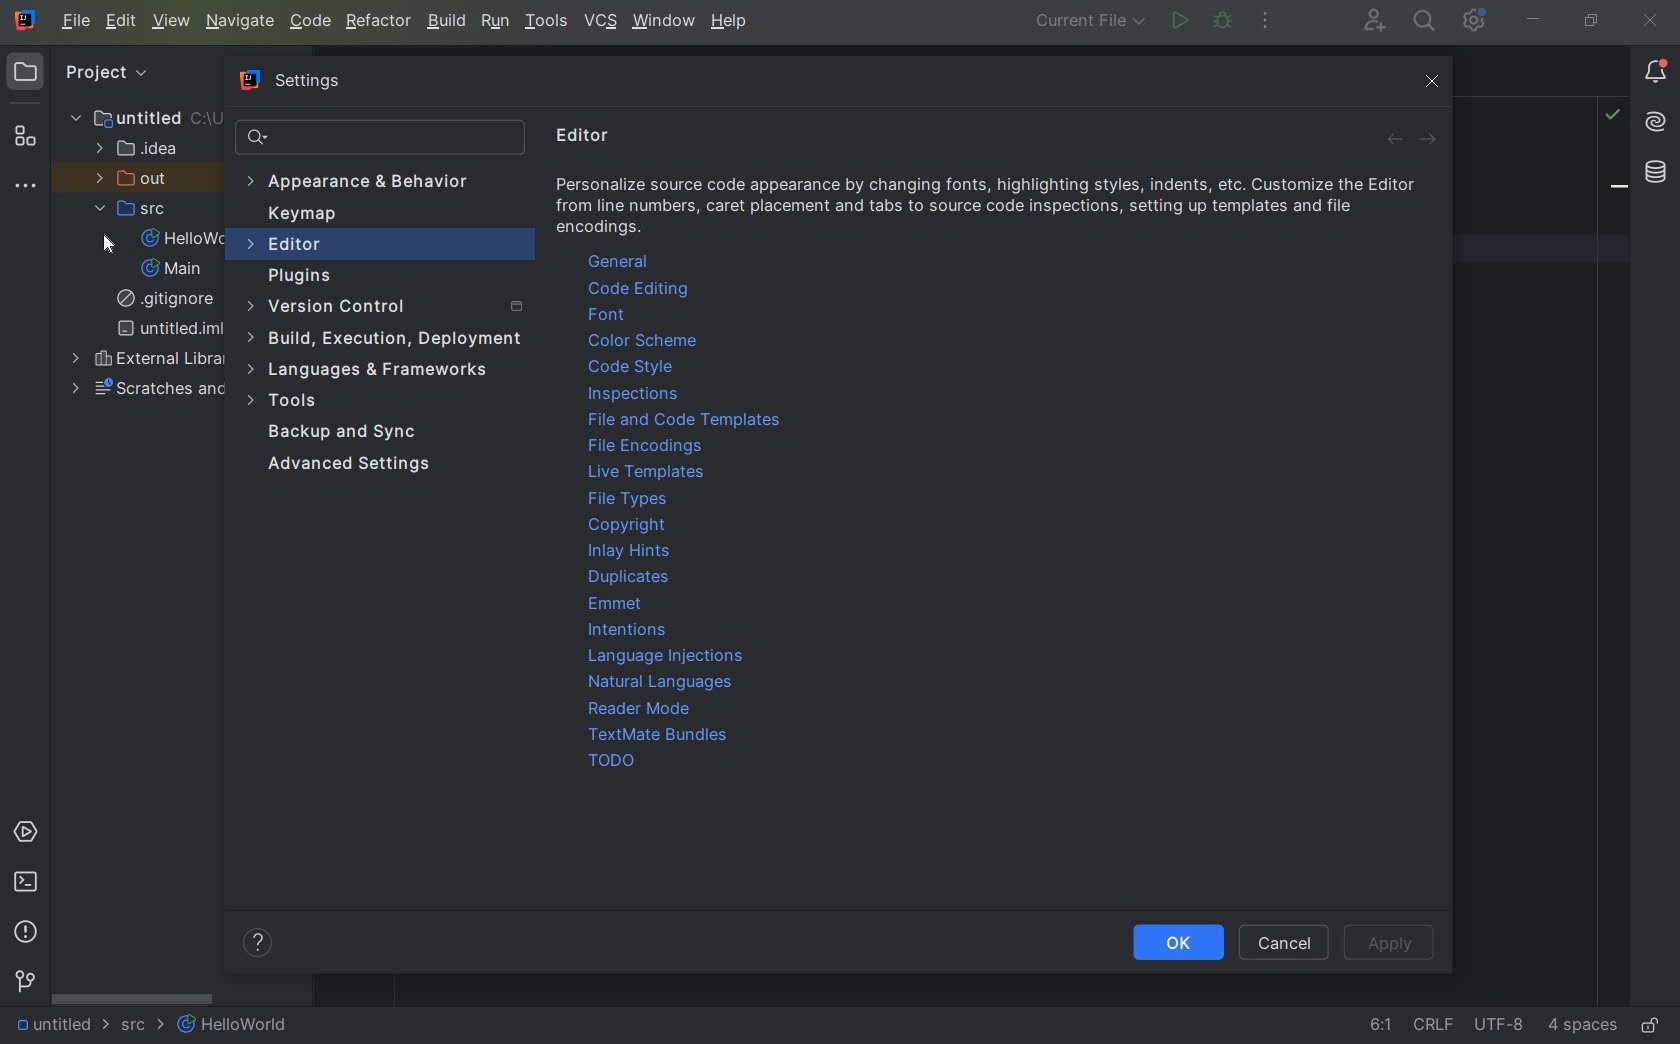 File Edit View Navigate Code Refactor Build Run Tools VCS Window Help Current File
Project
untitled C:\U
.idea
out
src
HelloWo
Main
.gitignore
untitled.iml
External Librar
Scratches and
Settings
Appearance & Behavior
Keymap
Editor
Plugins
Version Control
Build, Execution, Deployment
Languages & Frameworks
Tools
Backup and Sync
Advanced Settings
Editor
Personalize source code appearance by changing fonts, highlighting styles, indents, etc. Customize the Editor
from line numbers, caret placement and tabs to source code inspections, setting up templates and file
encodings.
General
Code Editing
Font
Color Scheme
Code Style
Inspections
File and Code Templates
File Encodings
Live Templates
File Types
Copyright
Inlay Hints
Duplicates
Emmet
Intentions
Language Injections
Natural Languages
Reader Mode
TextMate Bundles
TODO
? OK Cancel Apply
untitled > src > HelloWorld 6:1 CRLF UTF-8 4 spaces